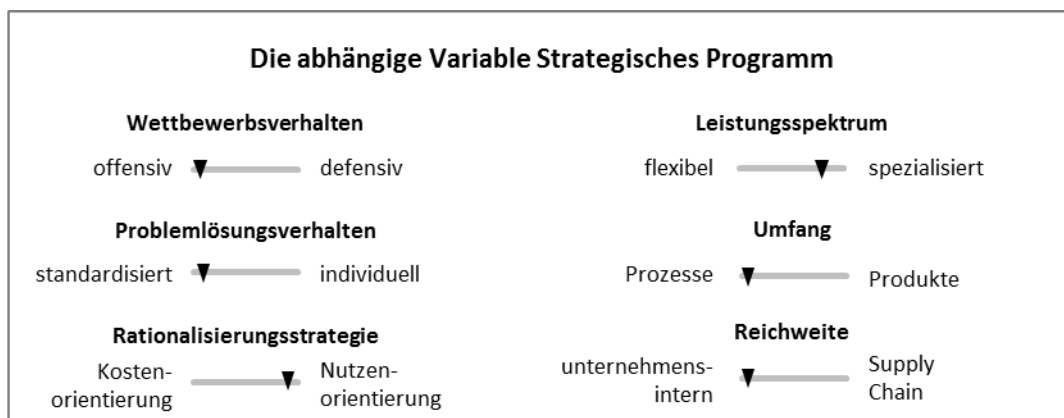 Die abhängige Variable Strategisches Programm
Wettbewerbsverhalten
offensiv
defensiv
Problemlösungsverhalten
standardisiert
individuell
Rationalisierungsstrategie
Kosten-
orientierung
Nutzen-
orientierung
Leistungsspektrum
flexibel
spezialisiert
Umfang
Prozesse
Produkte
Reichweite
unternehmens-
intern
Supply
Chain